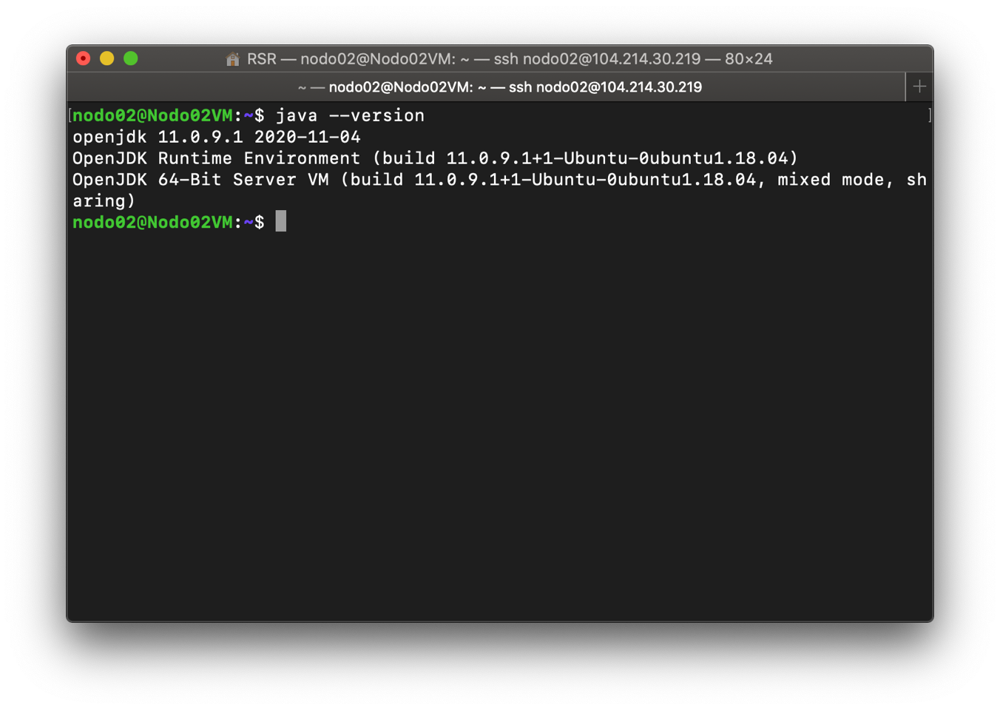 RSR — nodo02@Nodo02VM: ~ — ssh nodo02@104.214.30.219 — 80×24
~ — nodo02@Nodo02VM: ~ — ssh nodo02@104.214.30.219
[nodo02@Nodo02VM:~$ java --version ]
openjdk 11.0.9.1 2020-11-04
OpenJDK Runtime Environment (build 11.0.9.1+1-Ubuntu-0ubuntu1.18.04)
OpenJDK 64-Bit Server VM (build 11.0.9.1+1-Ubuntu-0ubuntu1.18.04, mixed mode, sh
aring)
nodo02@Nodo02VM:~$